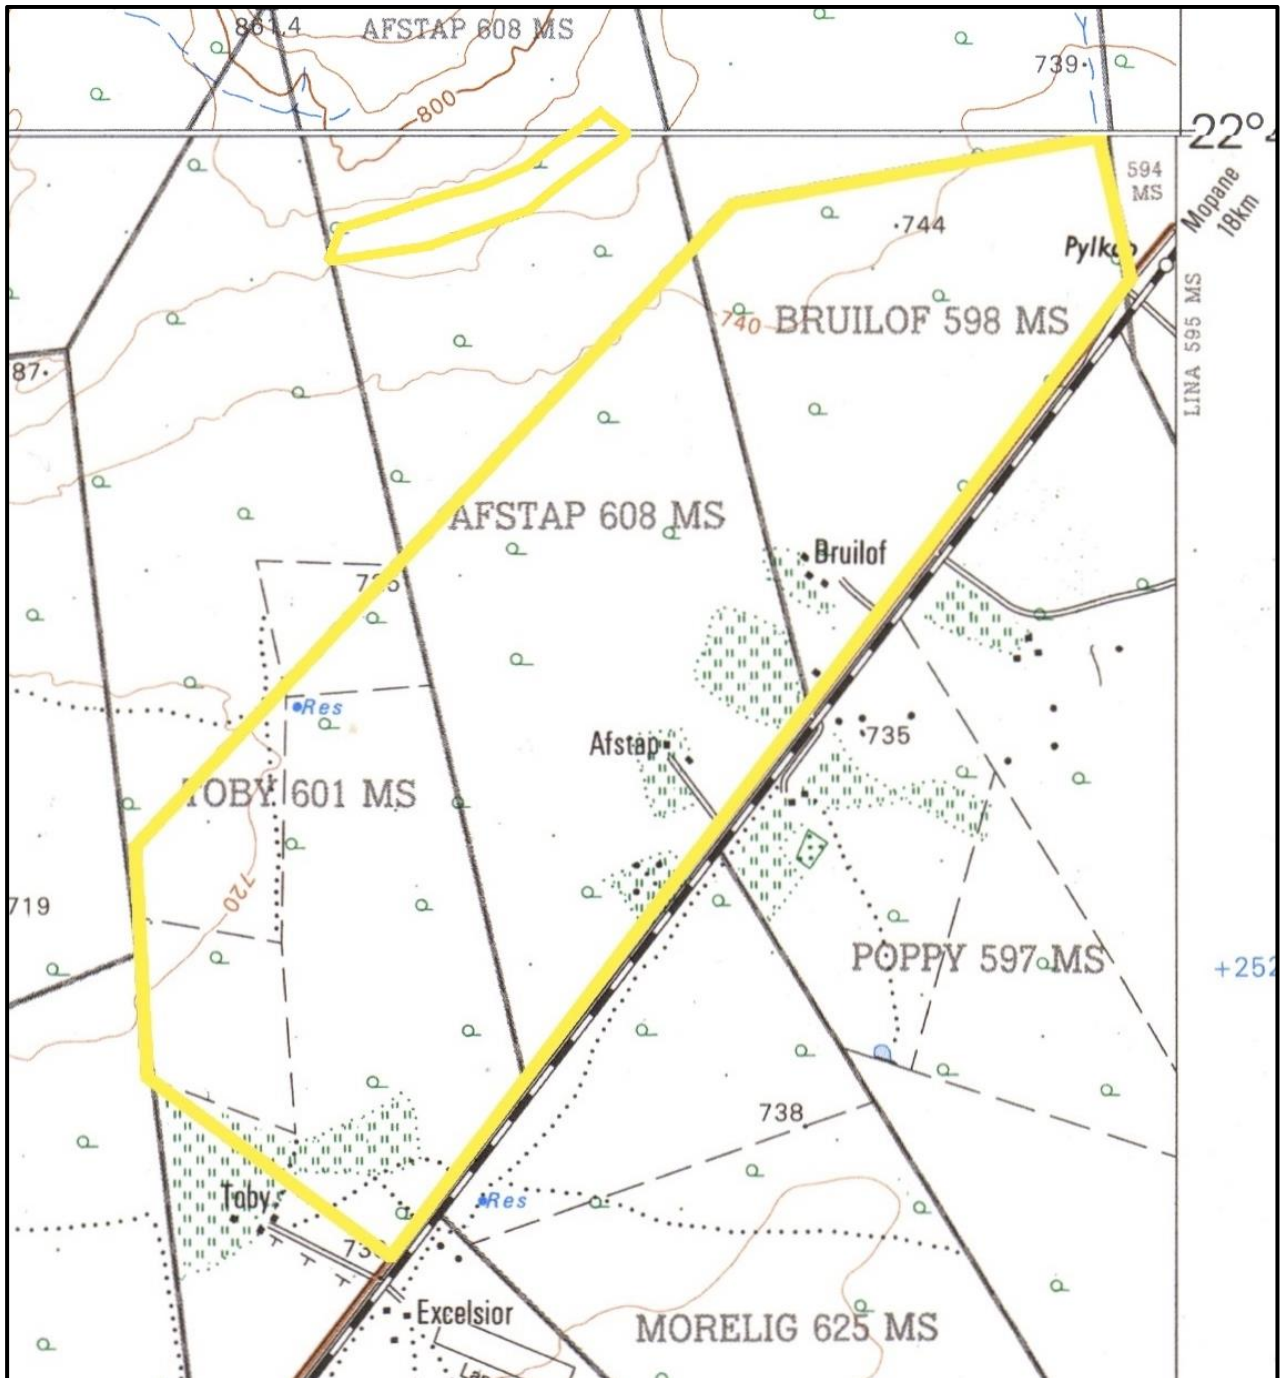 861,4
AFSTAP 608 MS
739
800
22°
594
MS
Mopane
18km
744
740
BRUILOF 598 MS
LINA 595 MS
87
AFSTAP 608 MS
Bruilof
Res
Afstap
735
TOBY 601 MS
720
719
POPPY 597 MS
+252
738
Toby
Res
Excelsior
MORELIG 625 MS